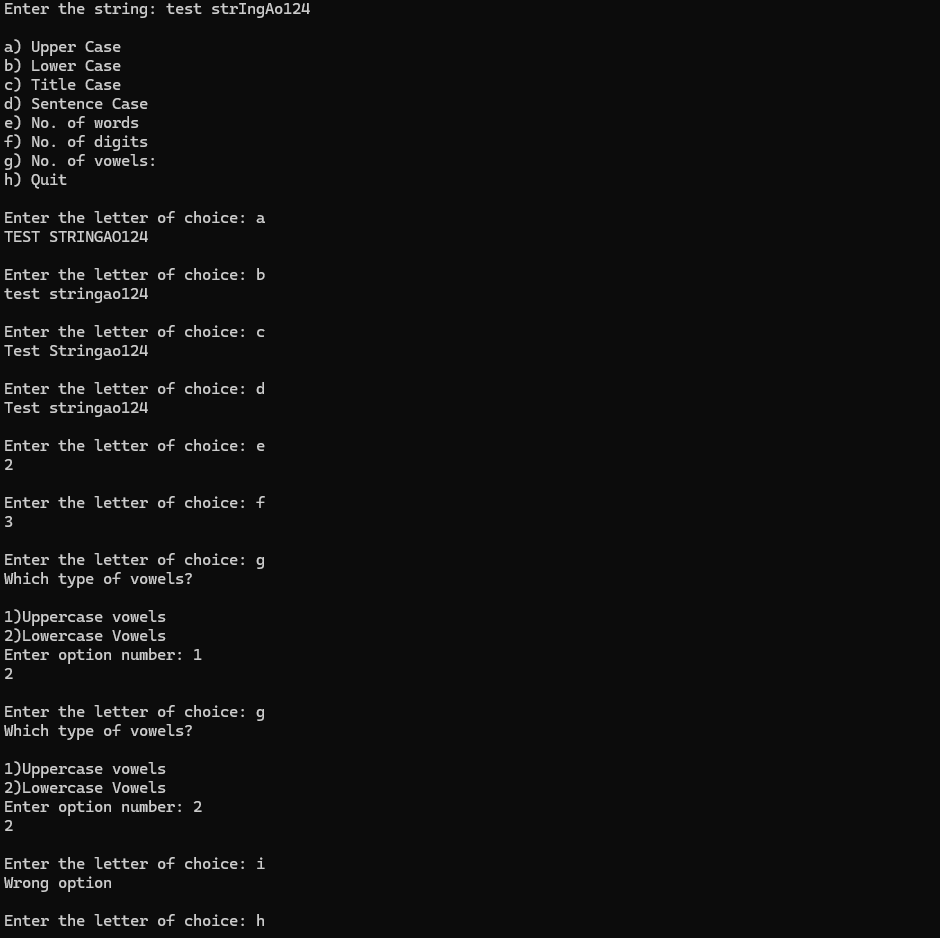 Enter the string: test strIngAo124
a) Upper Case
b) Lower Case
c) Title Case
d) Sentence Case
e) No. of words
f) No. of digits
g) No. of vowels:
h) Quit
Enter the letter of choice: a
TEST STRINGAO124
Enter the letter of choice: b
test stringao124
Enter the letter of choice: c
Test Stringao124
Enter the letter of choice: d
Test stringao124
Enter the letter of choice: e
2
Enter the letter of choice: f
3
Enter the letter of choice: g
Which type of vowels?
1)Uppercase vowels
2)Lowercase Vowels
Enter option number: 1
2
Enter the letter of choice: g
Which type of vowels?
1)Uppercase vowels
2)Lowercase Vowels
Enter option number: 2
2
Enter the letter of choice: i
Wrong option
Enter the letter of choice: h